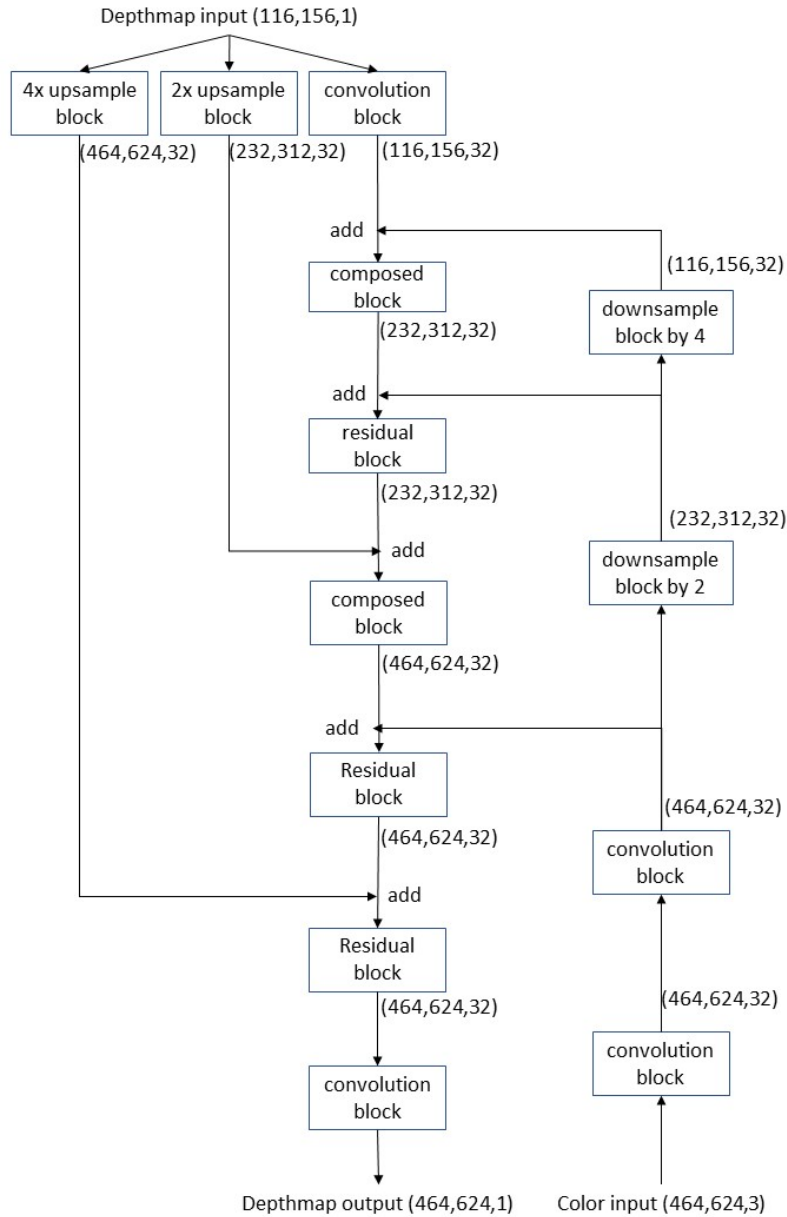 Depthmap input (116,156,1)
4x upsample
block
2x upsample
block
convolution
block
(464,624,32)
(232,312,32)
(116,156,32)
add
(116,156,32)
composed
block
downsample
block by 4
(232,312,32)
add
residual
block
(232,312,32)
(232,312,32)
add
downsample
block by 2
composed
block
(464,624,32)
add
Residual
block
(464,624,32)
(464,624,32)
convolution
block
add
Residual
block
(464,624,32)
(464,624,32)
convolution
block
convolution
block
Depthmap output (464,624,1)
Color input (464,624,3)